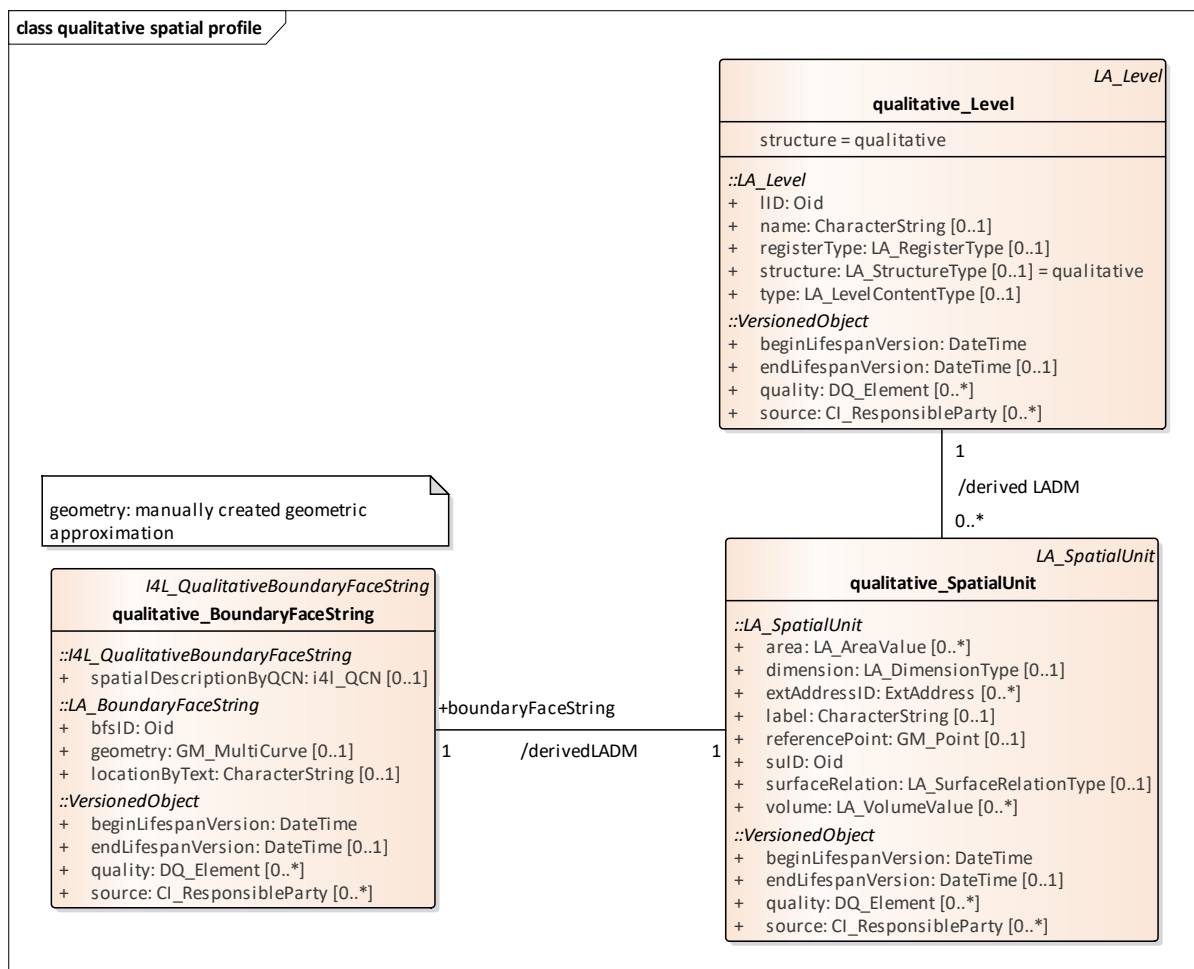 class qualitative spatial profile
LA_Level
qualitative_Level
structure = qualitative
::LA_Level
+ lID: Oid
+ name: CharacterString [0..1]
+ registerType: LA_RegisterType [0..1]
+ structure: LA_StructureType [0..1] = qualitative
+ type: LA_LevelContentType [0..1]
::VersionedObject
+ beginLifespanVersion: DateTime
+ endLifespanVersion: DateTime [0..1]
+ quality: DQ_Element [0..*]
+ source: CI_ResponsibleParty [0..*]
1
/derived LADM
0..*
geometry: manually created geometric
approximation
I4L_QualitativeBoundaryFaceString
qualitative_BoundaryFaceString
::I4L_QualitativeBoundaryFaceString
+ spatialDescriptionByQCN: i4l_QCN [0..1]
::LA_BoundaryFaceString
+ bfsID: Oid
+ geometry: GM_MultiCurve [0..1]
+ locationByText: CharacterString [0..1]
::VersionedObject
+ beginLifespanVersion: DateTime
+ endLifespanVersion: DateTime [0..1]
+ quality: DQ_Element [0..*]
+ source: CI_ResponsibleParty [0..*]
+boundaryFaceString
1 /derivedLADM 1
LA_SpatialUnit
qualitative_SpatialUnit
::LA_SpatialUnit
+ area: LA_AreaValue [0..*]
+ dimension: LA_DimensionType [0..1]
+ extAddressID: ExtAddress [0..*]
+ label: CharacterString [0..1]
+ referencePoint: GM_Point [0..1]
+ suID: Oid
+ surfaceRelation: LA_SurfaceRelationType [0..1]
+ volume: LA_VolumeValue [0..*]
::VersionedObject
+ beginLifespanVersion: DateTime
+ endLifespanVersion: DateTime [0..1]
+ quality: DQ_Element [0..*]
+ source: CI_ResponsibleParty [0..*]